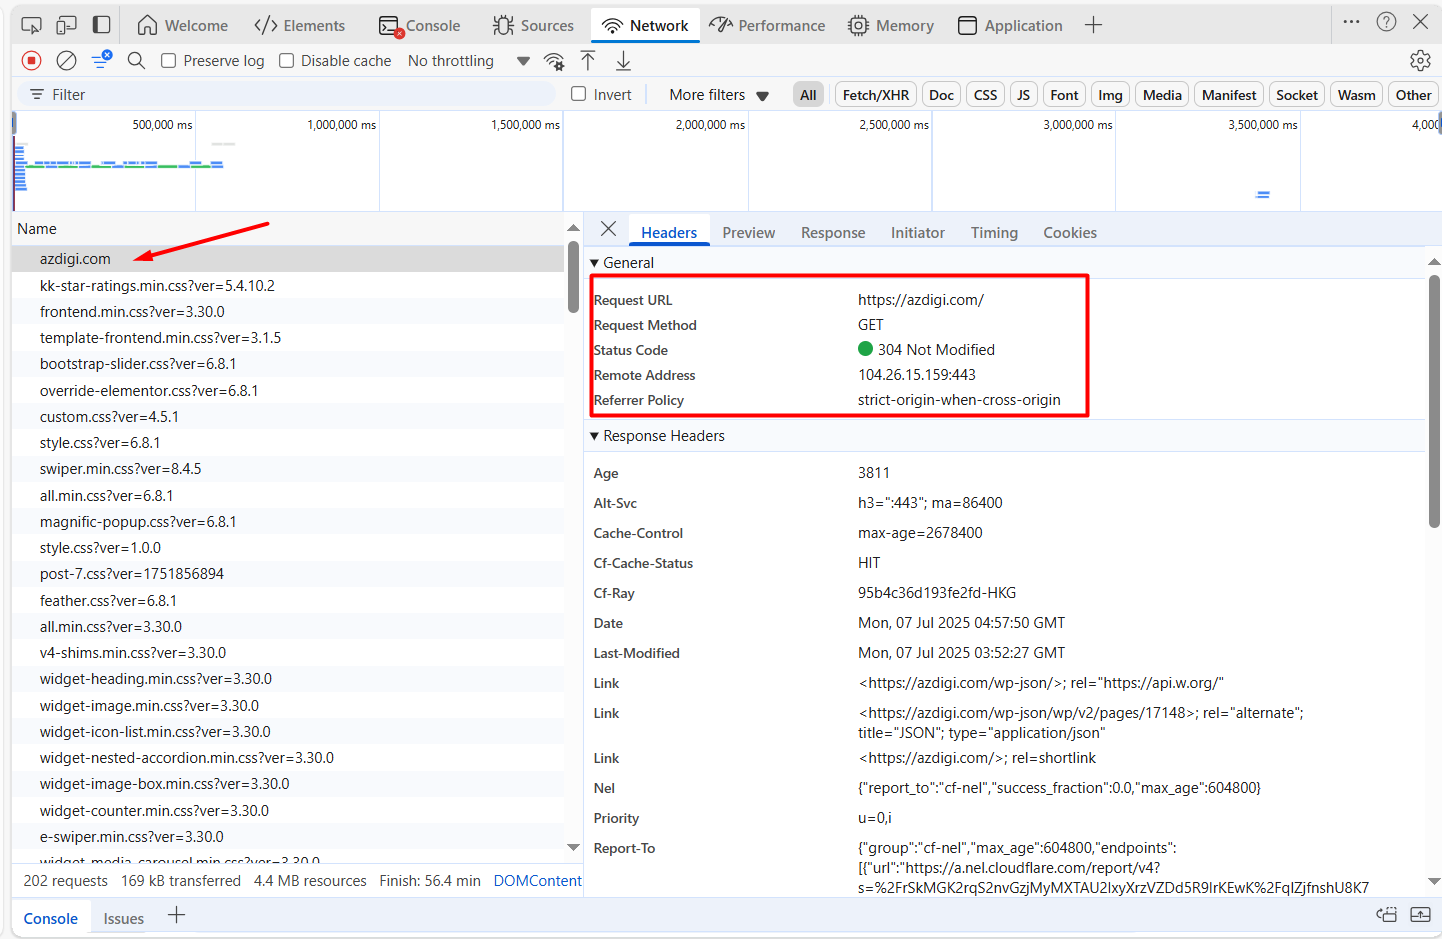 Welcome Elements Console Sources Network Performance Memory Application
Preserve log Disable cache No throttling
Filter Invert More filters All Fetch/XHR Doc CSS JS Font Img Media Manifest Socket Wasm Other
500,000 ms 1,000,000 ms 1,500,000 ms 2,000,000 ms 2,500,000 ms 3,000,000 ms 3,500,000 ms 4,000
Name
azdigi.com
kk-star-ratings.min.css?ver=5.4.10.2
frontend.min.css?ver=3.30.0
template-frontend.min.css?ver=3.1.5
bootstrap-slider.css?ver=6.8.1
override-elementor.css?ver=6.8.1
custom.css?ver=4.5.1
style.css?ver=6.8.1
swiper.min.css?ver=8.4.5
all.min.css?ver=6.8.1
magnific-popup.css?ver=6.8.1
style.css?ver=1.0.0
post-7.css?ver=1751856894
feather.css?ver=6.8.1
all.min.css?ver=3.30.0
v4-shims.min.css?ver=3.30.0
widget-heading.min.css?ver=3.30.0
widget-image.min.css?ver=3.30.0
widget-icon-list.min.css?ver=3.30.0
widget-nested-accordion.min.css?ver=3.30.0
widget-image-box.min.css?ver=3.30.0
widget-counter.min.css?ver=3.30.0
e-swiper.min.css?ver=3.30.0
widget-media-carousel.min.css?ver=3.30.0
202 requests 169 kB transferred 4.4 MB resources Finish: 56.4 min DOMContent
Headers Preview Response Initiator Timing Cookies
General
Request URL https://azdigi.com/
Request Method GET
Status Code 304 Not Modified
Remote Address 104.26.15.159:443
Referrer Policy strict-origin-when-cross-origin
Response Headers
Age 3811
Alt-Svc h3=":443"; ma=86400
Cache-Control max-age=2678400
Cf-Cache-Status HIT
Cf-Ray 95b4c36d193fe2fd-HKG
Date Mon, 07 Jul 2025 04:57:50 GMT
Last-Modified Mon, 07 Jul 2025 03:52:27 GMT
Link <https://azdigi.com/wp-json/>; rel="https://api.w.org/"
Link <https://azdigi.com/wp-json/wp/v2/pages/17148>; rel="alternate";
title="JSON"; type="application/json"
Link <https://azdigi.com/>; rel=shortlink
Nel {"report_to":"cf-nel","success_fraction":0.0,"max_age":604800}
Priority u=0,i
Report-To {"group":"cf-nel","max_age":604800,"endpoints":
[{"url":"https://a.nel.cloudflare.com/report/v4?
s=%2FrSkMGK2rqS2nvGzjMyMXTAU2IxyXrzVZDd5R9IrKEwK%2FqIZjfnshU8K7
Console Issues